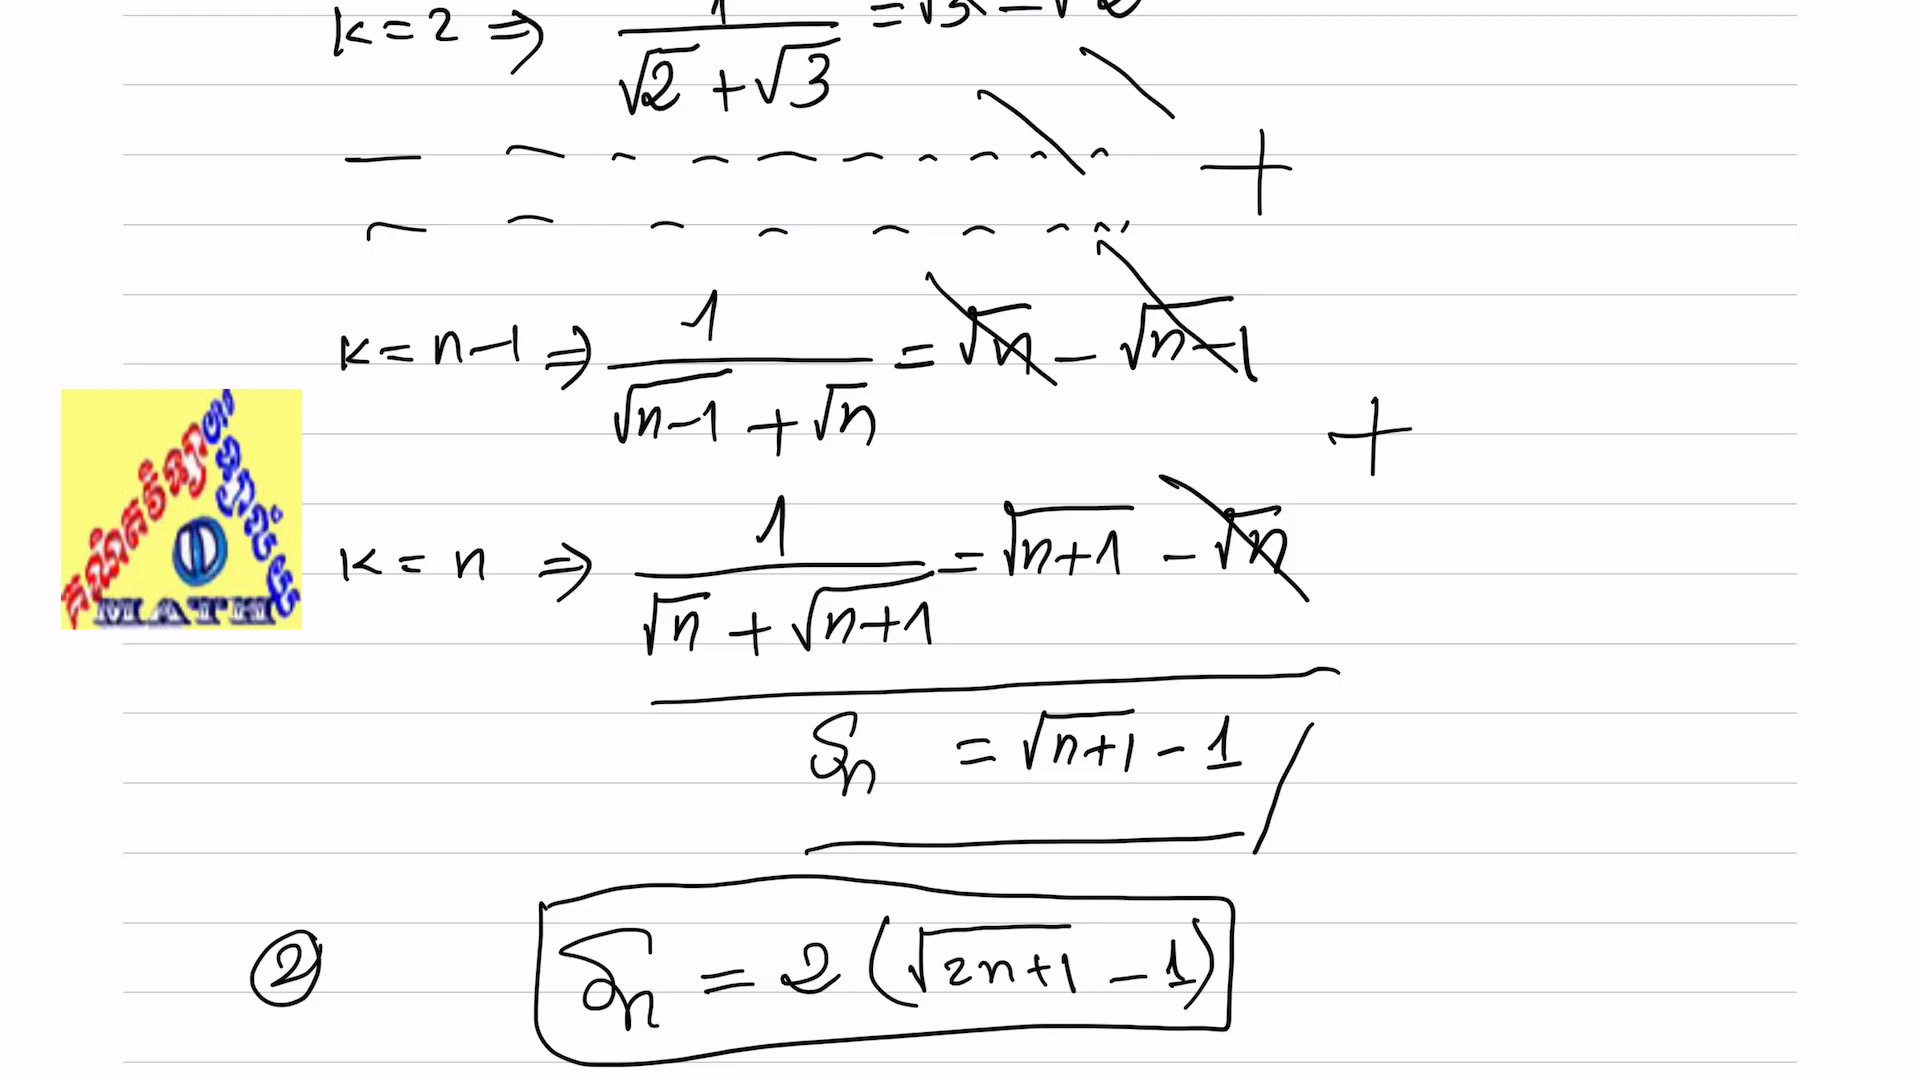 k = 2 ⇒ 1/(√2 + √3) = √3 − √2
+
k = n−1 ⇒ 1/(√(n−1) + √n) = √n − √(n−1)
+
k = n ⇒ 1/(√n + √(n+1)) = √(n+1) − √n
Sn = √(n+1) − 1
② Sn = 2(√(2n+1) − 1)
MATH